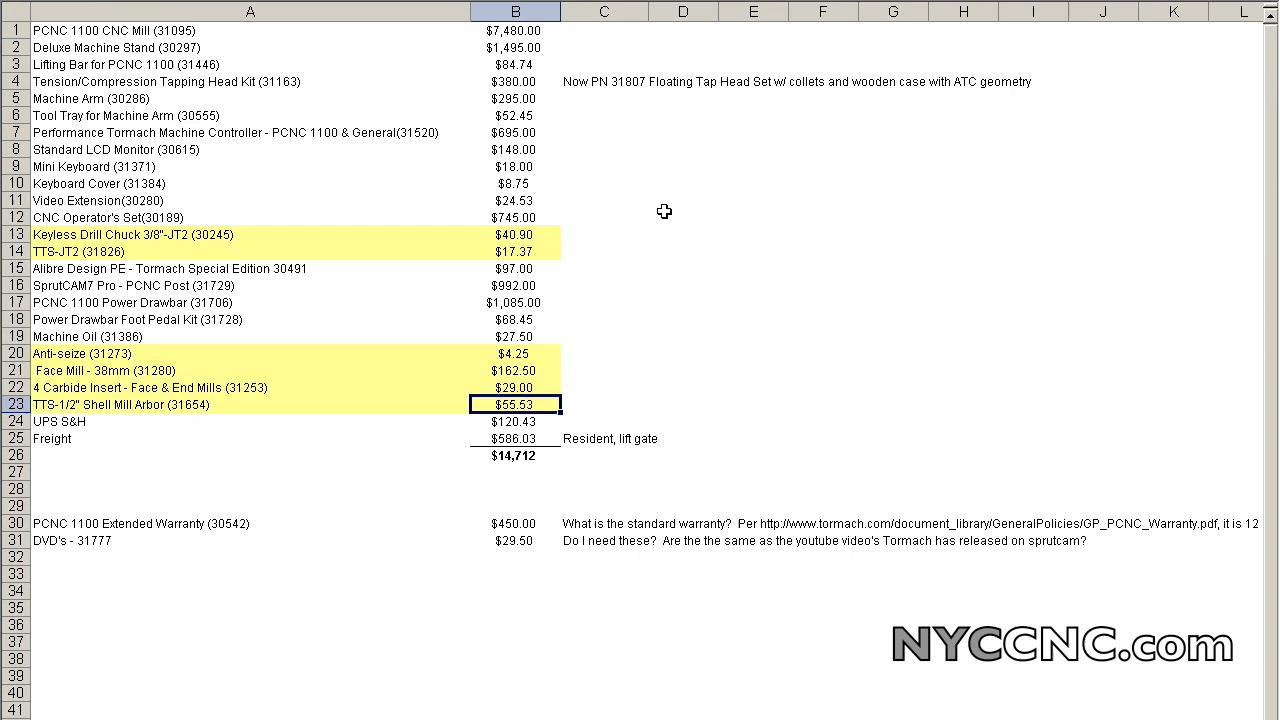 A B C D E F G H I J K L
1 PCNC 1100 CNC Mill (31095) $7,480.00
2 Deluxe Machine Stand (30297) $1,495.00
3 Lifting Bar for PCNC 1100 (31446) $84.74
4 Tension/Compression Tapping Head Kit (31163) $380.00 Now PN 31807 Floating Tap Head Set w/ collets and wooden case with ATC geometry
5 Machine Arm (30286) $295.00
6 Tool Tray for Machine Arm (30555) $52.45
7 Performance Tormach Machine Controller - PCNC 1100 & General(31520) $695.00
8 Standard LCD Monitor (30615) $148.00
9 Mini Keyboard (31371) $18.00
10 Keyboard Cover (31384) $8.75
11 Video Extension(30280) $24.53
12 CNC Operator's Set(30189) $745.00
13 Keyless Drill Chuck 3/8"-JT2 (30245) $40.90
14 TTS-JT2 (31826) $17.37
15 Alibre Design PE - Tormach Special Edition 30491 $97.00
16 SprutCAM7 Pro - PCNC Post (31729) $992.00
17 PCNC 1100 Power Drawbar (31706) $1,085.00
18 Power Drawbar Foot Pedal Kit (31728) $68.45
19 Machine Oil (31386) $27.50
20 Anti-seize (31273) $4.25
21 Face Mill - 38mm (31280) $162.50
22 4 Carbide Insert - Face & End Mills (31253) $29.00
23 TTS-1/2" Shell Mill Arbor (31654) $55.53
24 UPS S&H $120.43
25 Freight $586.03 Resident, lift gate
26 $14,712
27
28
29
30 PCNC 1100 Extended Warranty (30542) $450.00 What is the standard warranty? Per http://www.tormach.com/document_library/GeneralPolicies/GP_PCNC_Warranty.pdf, it is 12
31 DVD's - 31777 $29.50 Do I need these? Are the the same as the youtube video's Tormach has released on sprutcam?
32
33
34
35
36
37
38
39
40
41
NYCCNC.com